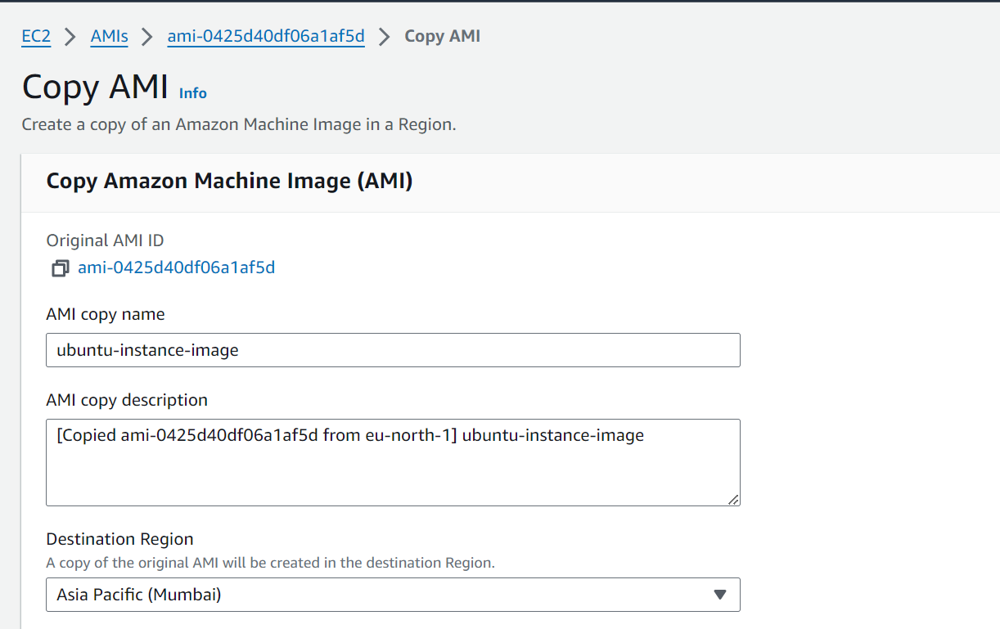 EC2 > AMIs > ami-0425d40df06a1af5d > Copy AMI
Copy AMI Info
Create a copy of an Amazon Machine Image in a Region.
Copy Amazon Machine Image (AMI)
Original AMI ID
ami-0425d40df06a1af5d
AMI copy name
ubuntu-instance-image
AMI copy description
[Copied ami-0425d40df06a1af5d from eu-north-1] ubuntu-instance-image
Destination Region
A copy of the original AMI will be created in the destination Region.
Asia Pacific (Mumbai)